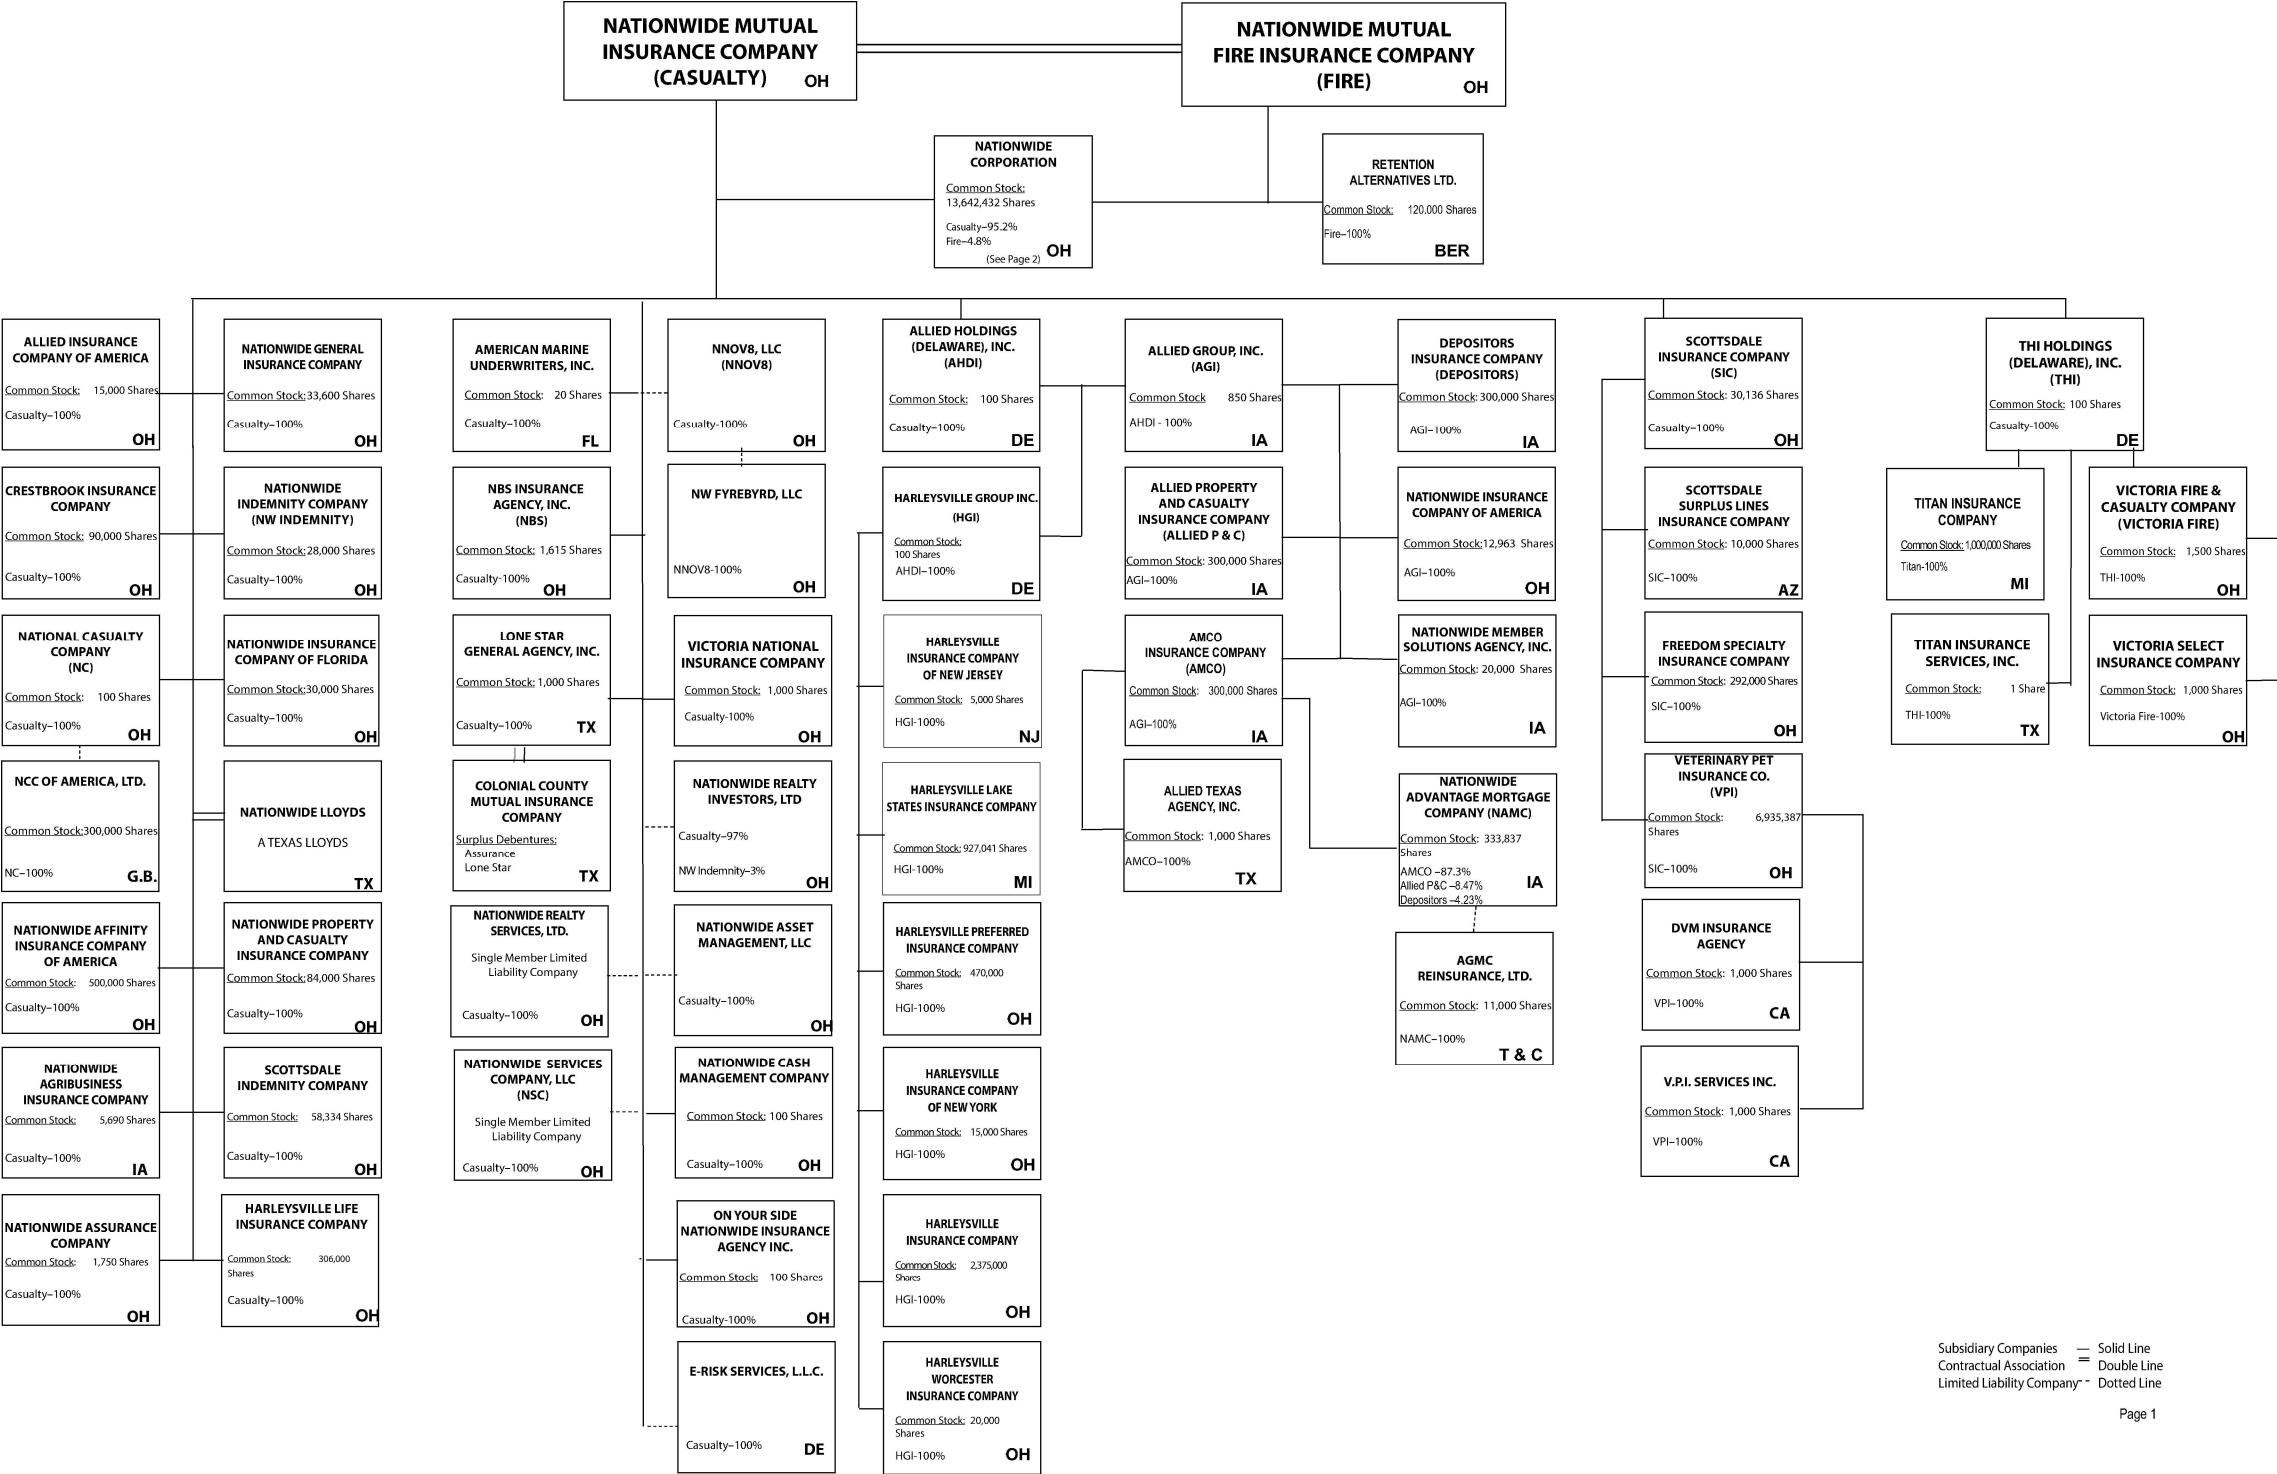 NATIONWIDE MUTUAL
INSURANCE COMPANY
(CASUALTY)
OH
NATIONWIDE MUTUAL
FIRE INSURANCE COMPANY
(FIRE)
OH
NATIONWIDE
CORPORATION
Common Stock:
13,642,432 Shares
Casualty–95.2%
Fire–4.8%
(See Page 2)
OH
RETENTION
ALTERNATIVES LTD.
Common Stock: 120.000 Shares
Fire–100%
BER
ALLIED INSURANCE
COMPANY OF AMERICA
Common Stock: 15,000 Shares
Casualty–100%
OH
CRESTBROOK INSURANCE
COMPANY
Common Stock: 90,000 Shares
Casualty–100%
OH
NATIONAL CASUALTY
COMPANY
(NC)
Common Stock: 100 Shares
Casualty–100%
OH
NCC OF AMERICA, LTD.
Common Stock:300,000 Shares
NC–100%
G.B.
NATIONWIDE AFFINITY
INSURANCE COMPANY
OF AMERICA
Common Stock: 500,000 Shares
Casualty–100%
OH
NATIONWIDE
AGRIBUSINESS
INSURANCE COMPANY
Common Stock: 5,690 Shares
Casualty–100%
IA
NATIONWIDE ASSURANCE
COMPANY
Common Stock: 1,750 Shares
Casualty–100%
OH
NATIONWIDE GENERAL
INSURANCE COMPANY
Common Stock:33,600 Shares
Casualty–100%
OH
NATIONWIDE
INDEMNITY COMPANY
(NW INDEMNITY)
Common Stock:28,000 Shares
Casualty–100%
OH
NATIONWIDE INSURANCE
COMPANY OF FLORIDA
Common Stock:30,000 Shares
Casualty–100%
OH
NATIONWIDE LLOYDS
A TEXAS LLOYDS
TX
NATIONWIDE PROPERTY
AND CASUALTY
INSURANCE COMPANY
Common Stock:84,000 Shares
Casualty–100%
OH
SCOTTSDALE
INDEMNITY COMPANY
Common Stock: 58,334 Shares
Casualty–100%
OH
HARLEYSVILLE LIFE
INSURANCE COMPANY
Common Stock: 306,000
Shares
Casualty–100%
OH
AMERICAN MARINE
UNDERWRITERS, INC.
Common Stock: 20 Shares
Casualty–100%
FL
NBS INSURANCE
AGENCY, INC.
(NBS)
Common Stock: 1,615 Shares
Casualty-100%
OH
LONE STAR
GENERAL AGENCY, INC.
Common Stock: 1,000 Shares
Casualty–100%
TX
COLONIAL COUNTY
MUTUAL INSURANCE
COMPANY
Surplus Debentures:
Assurance
Lone Star
TX
NATIONWIDE REALTY
SERVICES, LTD.
Single Member Limited
Liability Company
Casualty–100%
OH
NATIONWIDE SERVICES
COMPANY, LLC
(NSC)
Single Member Limited
Liability Company
Casualty–100%
OH
NNOV8, LLC
(NNOV8)
Casualty-100%
OH
NW FYREBYRD, LLC
NNOV8-100%
OH
VICTORIA NATIONAL
INSURANCE COMPANY
Common Stock: 1,000 Shares
Casualty-100%
OH
NATIONWIDE REALTY
INVESTORS, LTD
Casualty–97%
NW Indemnity–3%
OH
NATIONWIDE ASSET
MANAGEMENT, LLC
Casualty–100%
OH
NATIONWIDE CASH
MANAGEMENT COMPANY
Common Stock: 100 Shares
Casualty–100%
OH
ON YOUR SIDE
NATIONWIDE INSURANCE
AGENCY INC.
Common Stock: 100 Shares
Casualty-100%
OH
E-RISK SERVICES, L.L.C.
Casualty–100%
DE
ALLIED HOLDINGS
(DELAWARE), INC.
(AHDI)
Common Stock: 100 Shares
Casualty–100%
DE
HARLEYSVILLE GROUP INC.
(HGI)
Common Stock:
100 Shares
AHDI–100%
DE
HARLEYSVILLE
INSURANCE COMPANY
OF NEW JERSEY
Common Stock: 5,000 Shares
HGI-100%
NJ
HARLEYSVILLE LAKE
STATES INSURANCE COMPANY
Common Stock: 927,041 Shares
HGI-100%
MI
HARLEYSVILLE PREFERRED
INSURANCE COMPANY
Common Stock: 470,000
Shares
HGI-100%
OH
HARLEYSVILLE
INSURANCE COMPANY
OF NEW YORK
Common Stock: 15,000 Shares
HGI-100%
OH
HARLEYSVILLE
INSURANCE COMPANY
Common Stock: 2,375,000
Shares
HGI-100%
OH
HARLEYSVILLE
WORCESTER
INSURANCE COMPANY
Common Stock: 20,000
Shares
HGI-100%
OH
ALLIED GROUP, INC.
(AGI)
Common Stock 850 Shares
AHDI - 100%
IA
ALLIED PROPERTY
AND CASUALTY
INSURANCE COMPANY
(ALLIED P & C)
Common Stock: 300,000 Shares
AGI–100%
IA
AMCO
INSURANCE COMPANY
(AMCO)
Common Stock: 300,000 Shares
AGI–100%
IA
ALLIED TEXAS
AGENCY, INC.
Common Stock: 1,000 Shares
AMCO–100%
TX
DEPOSITORS
INSURANCE COMPANY
(DEPOSITORS)
Common Stock: 300,000 Shares
AGI–100%
IA
NATIONWIDE INSURANCE
COMPANY OF AMERICA
Common Stock:12,963 Shares
AGI–100%
OH
NATIONWIDE MEMBER
SOLUTIONS AGENCY, INC.
Common Stock: 20,000 Shares
AGI–100%
IA
NATIONWIDE
ADVANTAGE MORTGAGE
COMPANY (NAMC)
Common Stock: 333,837
Shares
AMCO –87.3%
Allied P&C –8.47%
Depositors –4.23%
IA
AGMC
REINSURANCE, LTD.
Common Stock: 11,000 Shares
NAMC–100%
T & C
SCOTTSDALE
INSURANCE COMPANY
(SIC)
Common Stock: 30,136 Shares
Casualty–100%
OH
SCOTTSDALE
SURPLUS LINES
INSURANCE COMPANY
Common Stock: 10,000 Shares
SIC–100%
AZ
FREEDOM SPECIALTY
INSURANCE COMPANY
Common Stock: 292,000 Shares
SIC–100%
OH
VETERINARY PET
INSURANCE CO.
(VPI)
Common Stock: 6,935,387
Shares
SIC–100%
OH
DVM INSURANCE
AGENCY
Common Stock: 1,000 Shares
VPI–100%
CA
V.P.I. SERVICES INC.
Common Stock: 1,000 Shares
VPI–100%
CA
THI HOLDINGS
(DELAWARE), INC.
(THI)
Common Stock: 100 Shares
Casualty-100%
DE
TITAN INSURANCE
COMPANY
Common Stock: 1,000,000 Shares
Titan-100%
MI
TITAN INSURANCE
SERVICES, INC.
Common Stock: 1 Share
THI-100%
TX
VICTORIA FIRE &
CASUALTY COMPANY
(VICTORIA FIRE)
Common Stock: 1,500 Shares
THI-100%
OH
VICTORIA SELECT
INSURANCE COMPANY
Common Stock: 1,000 Shares
Victoria Fire-100%
OH
Subsidiary Companies — Solid Line
Contractual Association = Double Line
Limited Liability Company-- Dotted Line
Page 1